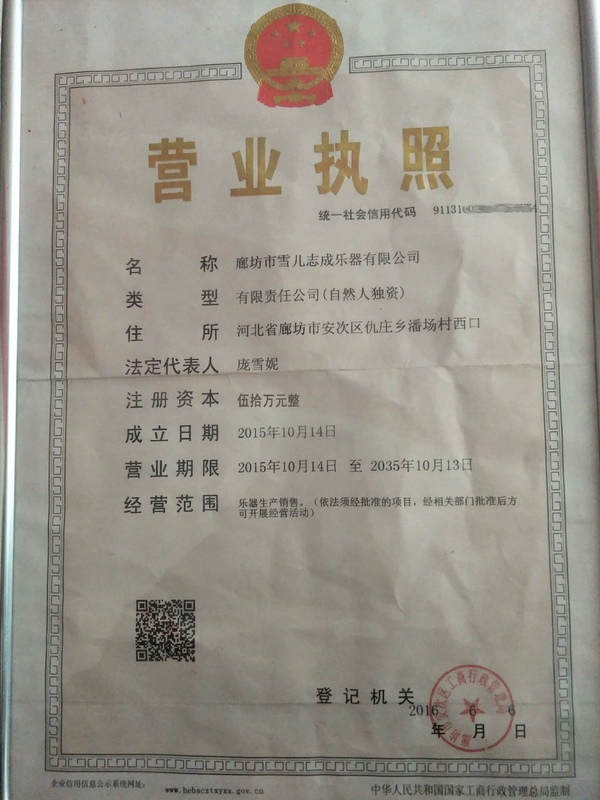 营业执照
统一社会信用代码 911310
名称 廊坊市雪儿志成乐器有限公司
类型 有限责任公司(自然人独资)
住所 河北省廊坊市安次区仇庄乡潘场村西口
法定代表人 庞雪妮
注册资本 伍拾万元整
成立日期 2015年10月14日
营业期限 2015年10月14日 至 2035年10月13日
经营范围 乐器生产销售。(依法须经批准的项目，经相关部门批准后方
可开展经营活动)
登记机关
2016 6 6
年 月 日
企业信用信息公示系统网址： www.hebscztxyxx.gov.cn 中华人民共和国国家工商行政管理总局监制